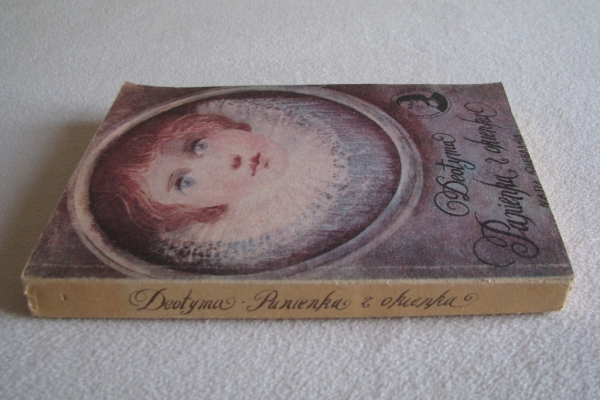 Deotyma
Panienka z okienka
Deotyma · Panienka z okienka